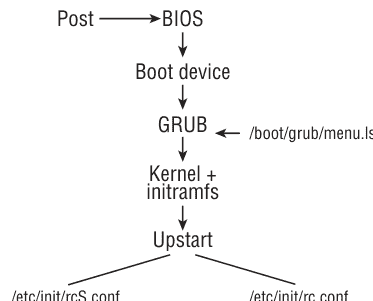 Post BIOS
Boot device
GRUB
/boot/grub/menu.ls
Kernel +
initramfs
Upstart
/etc/init/rcS.conf /etc/init/rc.conf